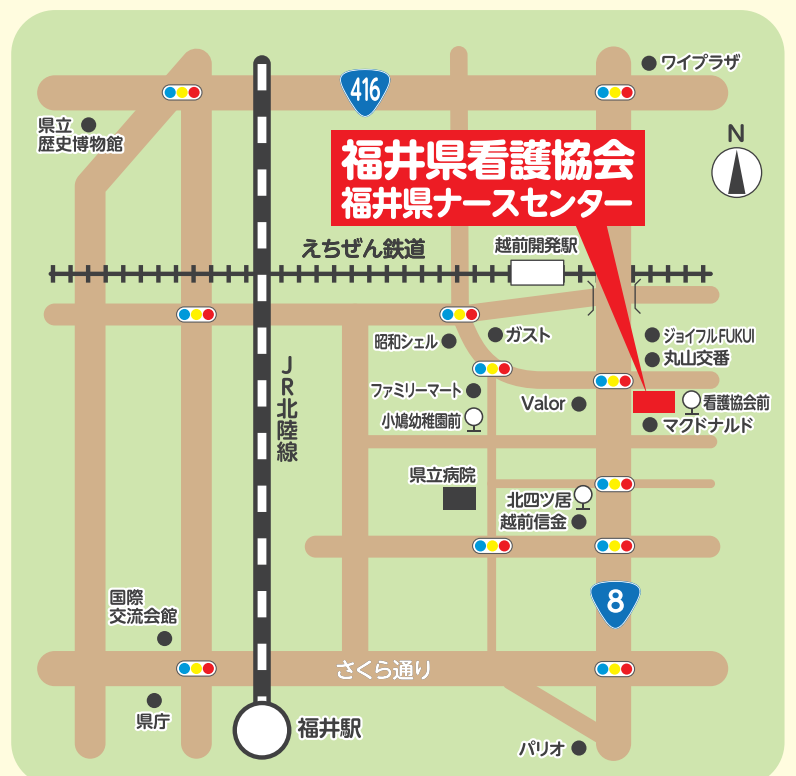 416
ワイプラザ
県立
歴史博物館
N
福井県看護協会
福井県ナースセンター
えちぜん鉄道
越前開発駅
昭和シェル
ガスト
ジョイフルFUKUI
丸山交番
JR北陸線
ファミリーマート
Valor
看護協会前
小鳩幼稚園前
マクドナルド
県立病院
北四ツ居
越前信金
8
国際
交流会館
さくら通り
県庁
福井駅
パリオ